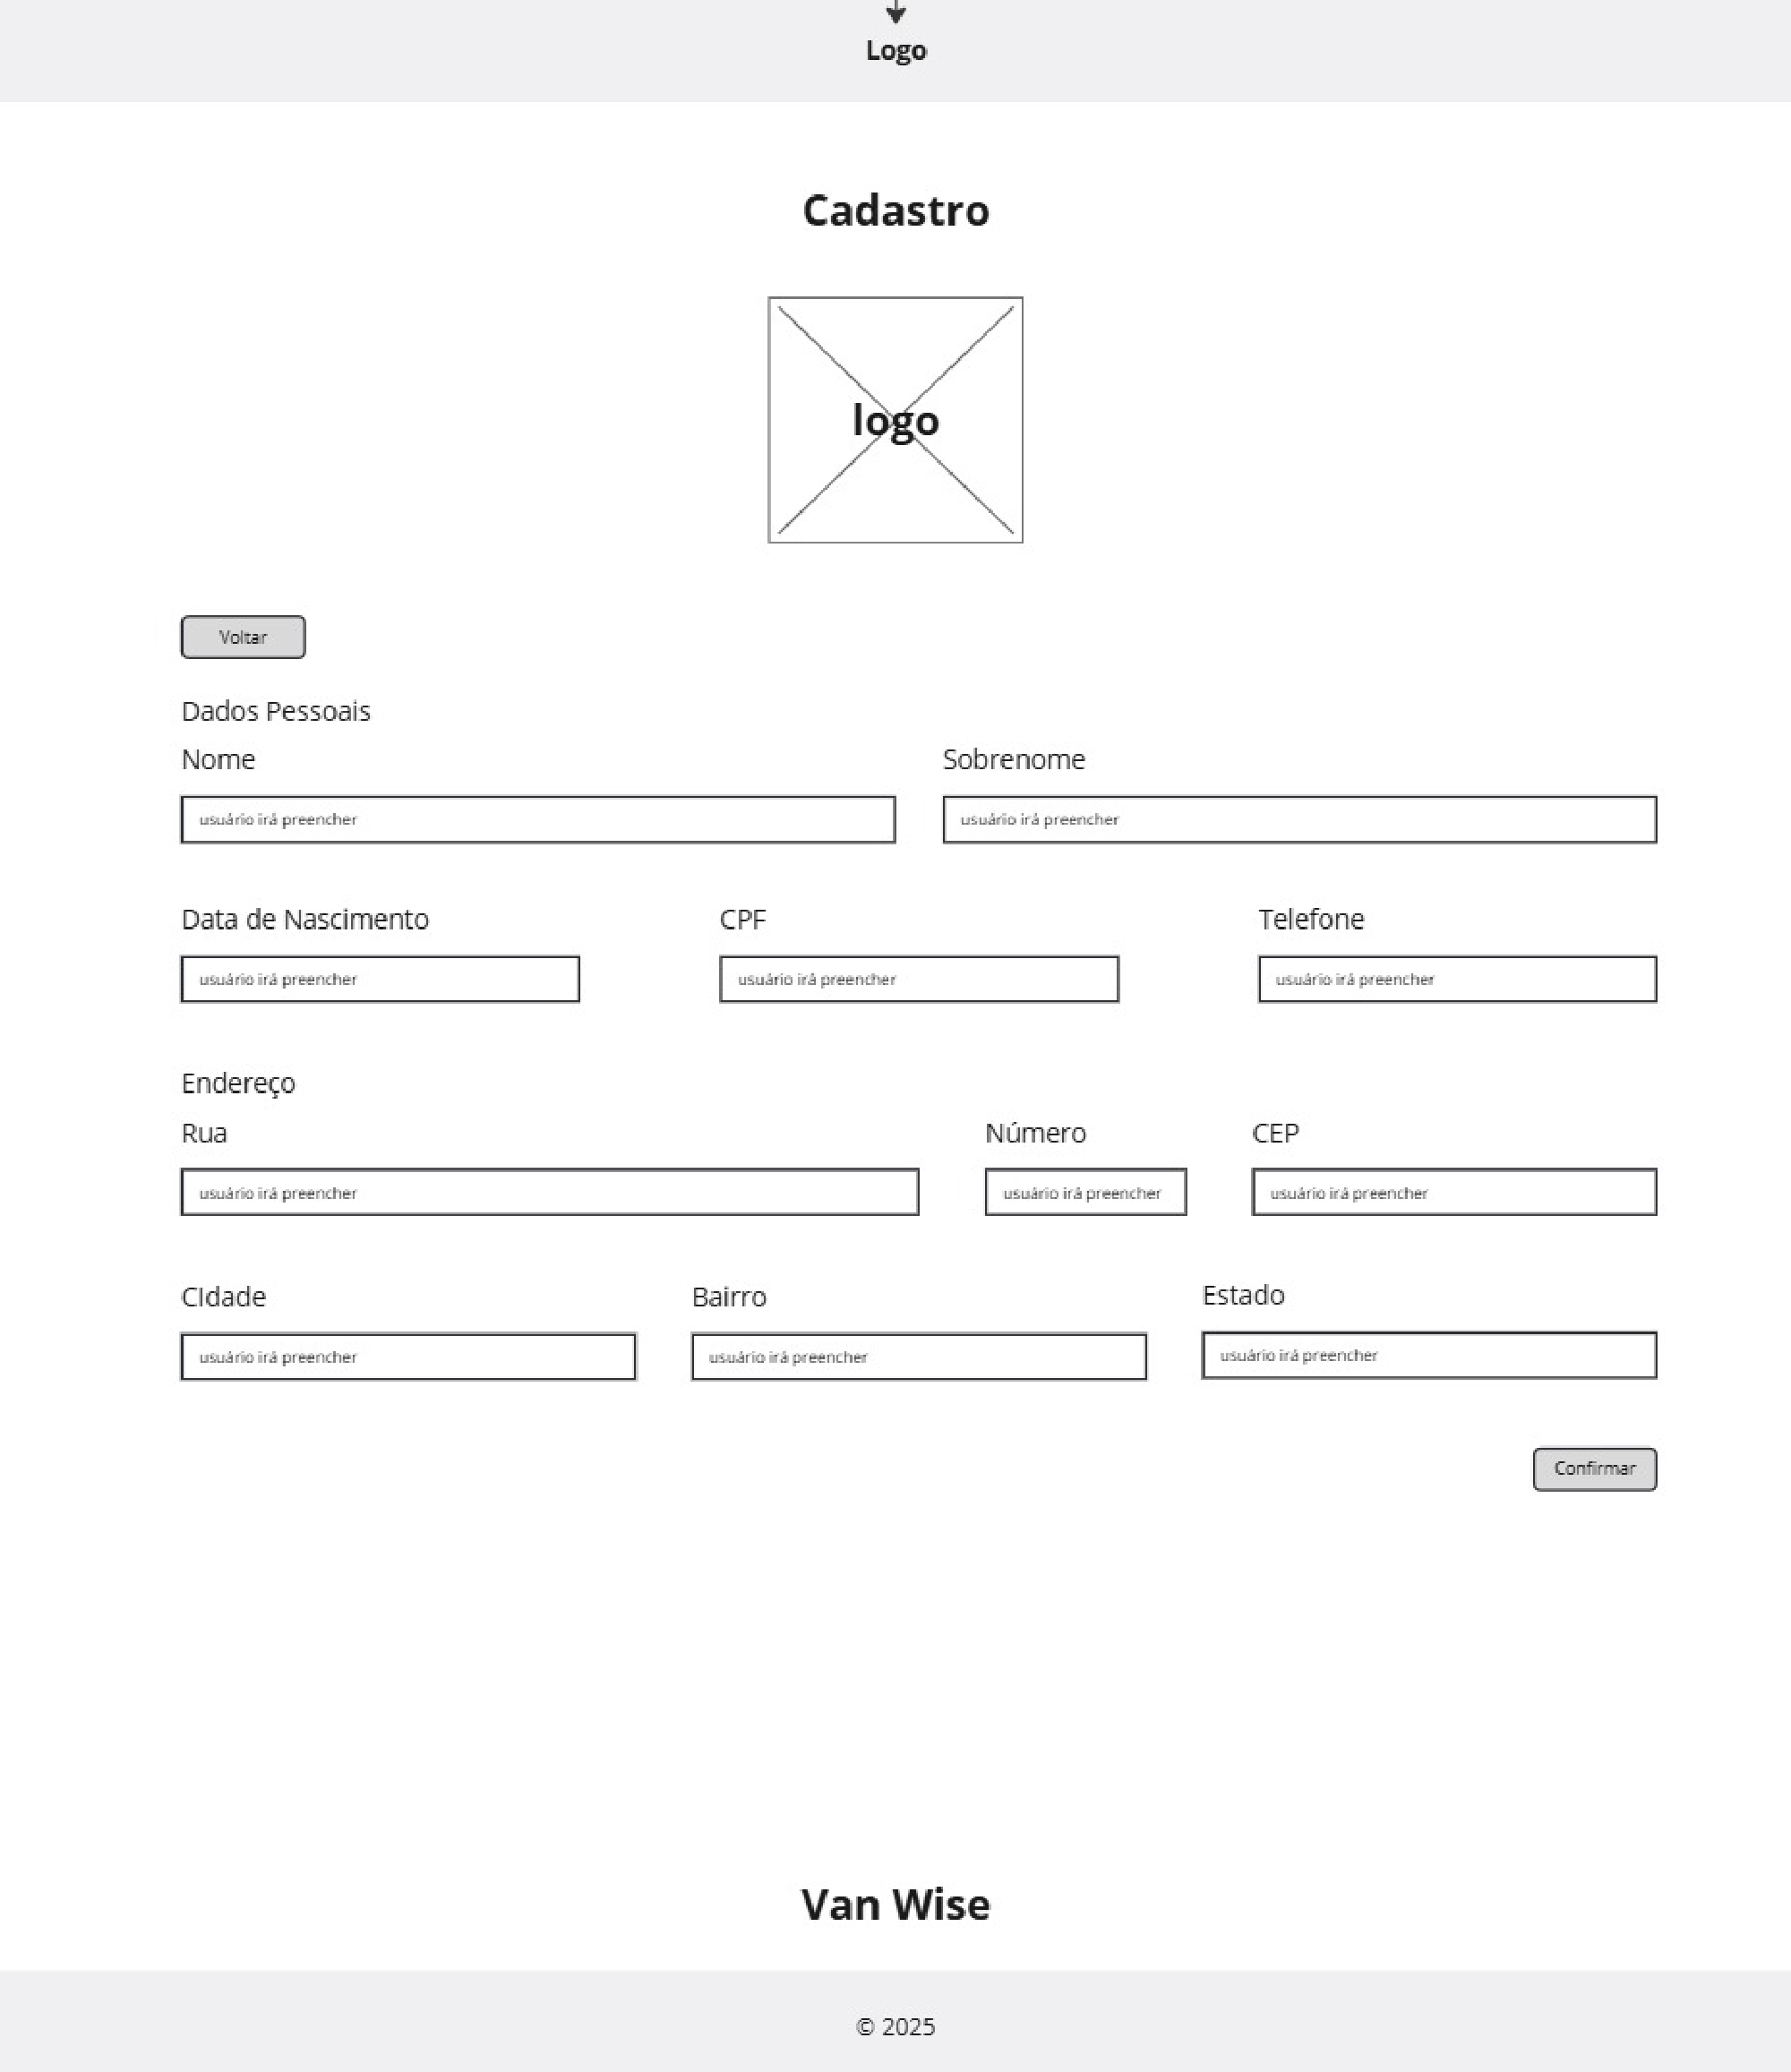 Logo
Cadastro
logo
Voltar
Dados Pessoais
Nome Sobrenome
usuário irá preencher usuário irá preencher
Data de Nascimento CPF Telefone
usuário irá preencher usuário irá preencher usuário irá preencher
Endereço
Rua Número CEP
usuário irá preencher usuário irá preencher usuário irá preencher
CIdade Bairro Estado
usuário irá preencher usuário irá preencher usuário irá preencher
Confirmar
Van Wise
© 2025